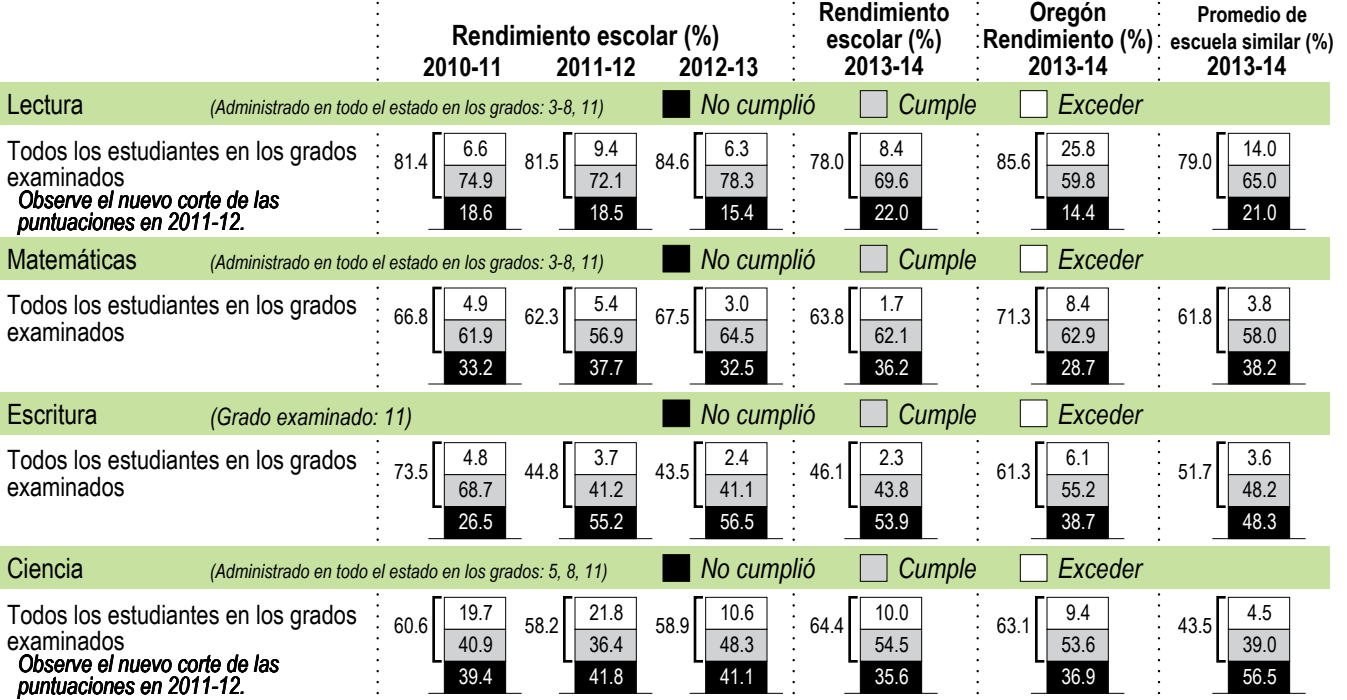 Rendimiento escolar (%)
2010-11 2011-12 2012-13
Rendimiento
escolar (%)
2013-14
Oregón
Rendimiento (%)
2013-14
Promedio de
escuela similar (%)
2013-14
Lectura (Administrado en todo el estado en los grados: 3-8, 11) No cumplió Cumple Exceder
Todos los estudiantes en los grados
examinados
Observe el nuevo corte de las
puntuaciones en 2011-12.
81.4 6.6 74.9 18.6
81.5 9.4 72.1 18.5
84.6 6.3 78.3 15.4
78.0 8.4 69.6 22.0
85.6 25.8 59.8 14.4
79.0 14.0 65.0 21.0
Matemáticas (Administrado en todo el estado en los grados: 3-8, 11) No cumplió Cumple Exceder
Todos los estudiantes en los grados
examinados
66.8 4.9 61.9 33.2
62.3 5.4 56.9 37.7
67.5 3.0 64.5 32.5
63.8 1.7 62.1 36.2
71.3 8.4 62.9 28.7
61.8 3.8 58.0 38.2
Escritura (Grado examinado: 11) No cumplió Cumple Exceder
Todos los estudiantes en los grados
examinados
73.5 4.8 68.7 26.5
44.8 3.7 41.2 55.2
43.5 2.4 41.1 56.5
46.1 2.3 43.8 53.9
61.3 6.1 55.2 38.7
51.7 3.6 48.2 48.3
Ciencia (Administrado en todo el estado en los grados: 5, 8, 11) No cumplió Cumple Exceder
Todos los estudiantes en los grados
examinados
Observe el nuevo corte de las
puntuaciones en 2011-12.
60.6 19.7 40.9 39.4
58.2 21.8 36.4 41.8
58.9 10.6 48.3 41.1
64.4 10.0 54.5 35.6
63.1 9.4 53.6 36.9
43.5 4.5 39.0 56.5